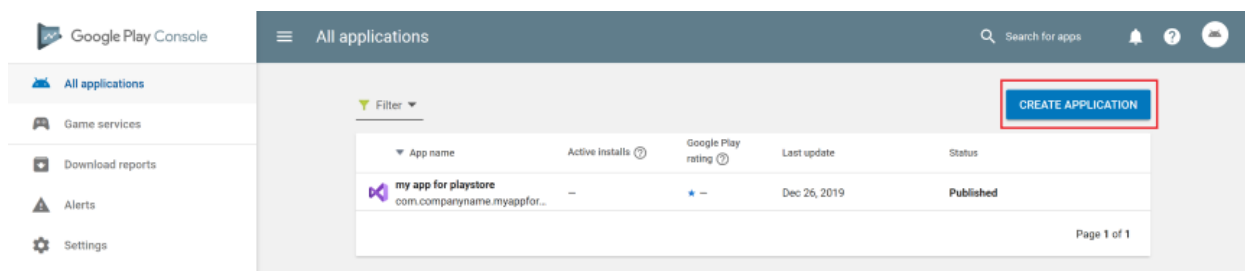 Google Play Console
All applications
Search for apps
All applications
Game services
Download reports
Alerts
Settings
Filter
CREATE APPLICATION
App name
Active installs
Google Play
rating
Last update
Status
my app for playstore
com.companyname.myappfor...
–
★ –
Dec 26, 2019
Published
Page 1 of 1